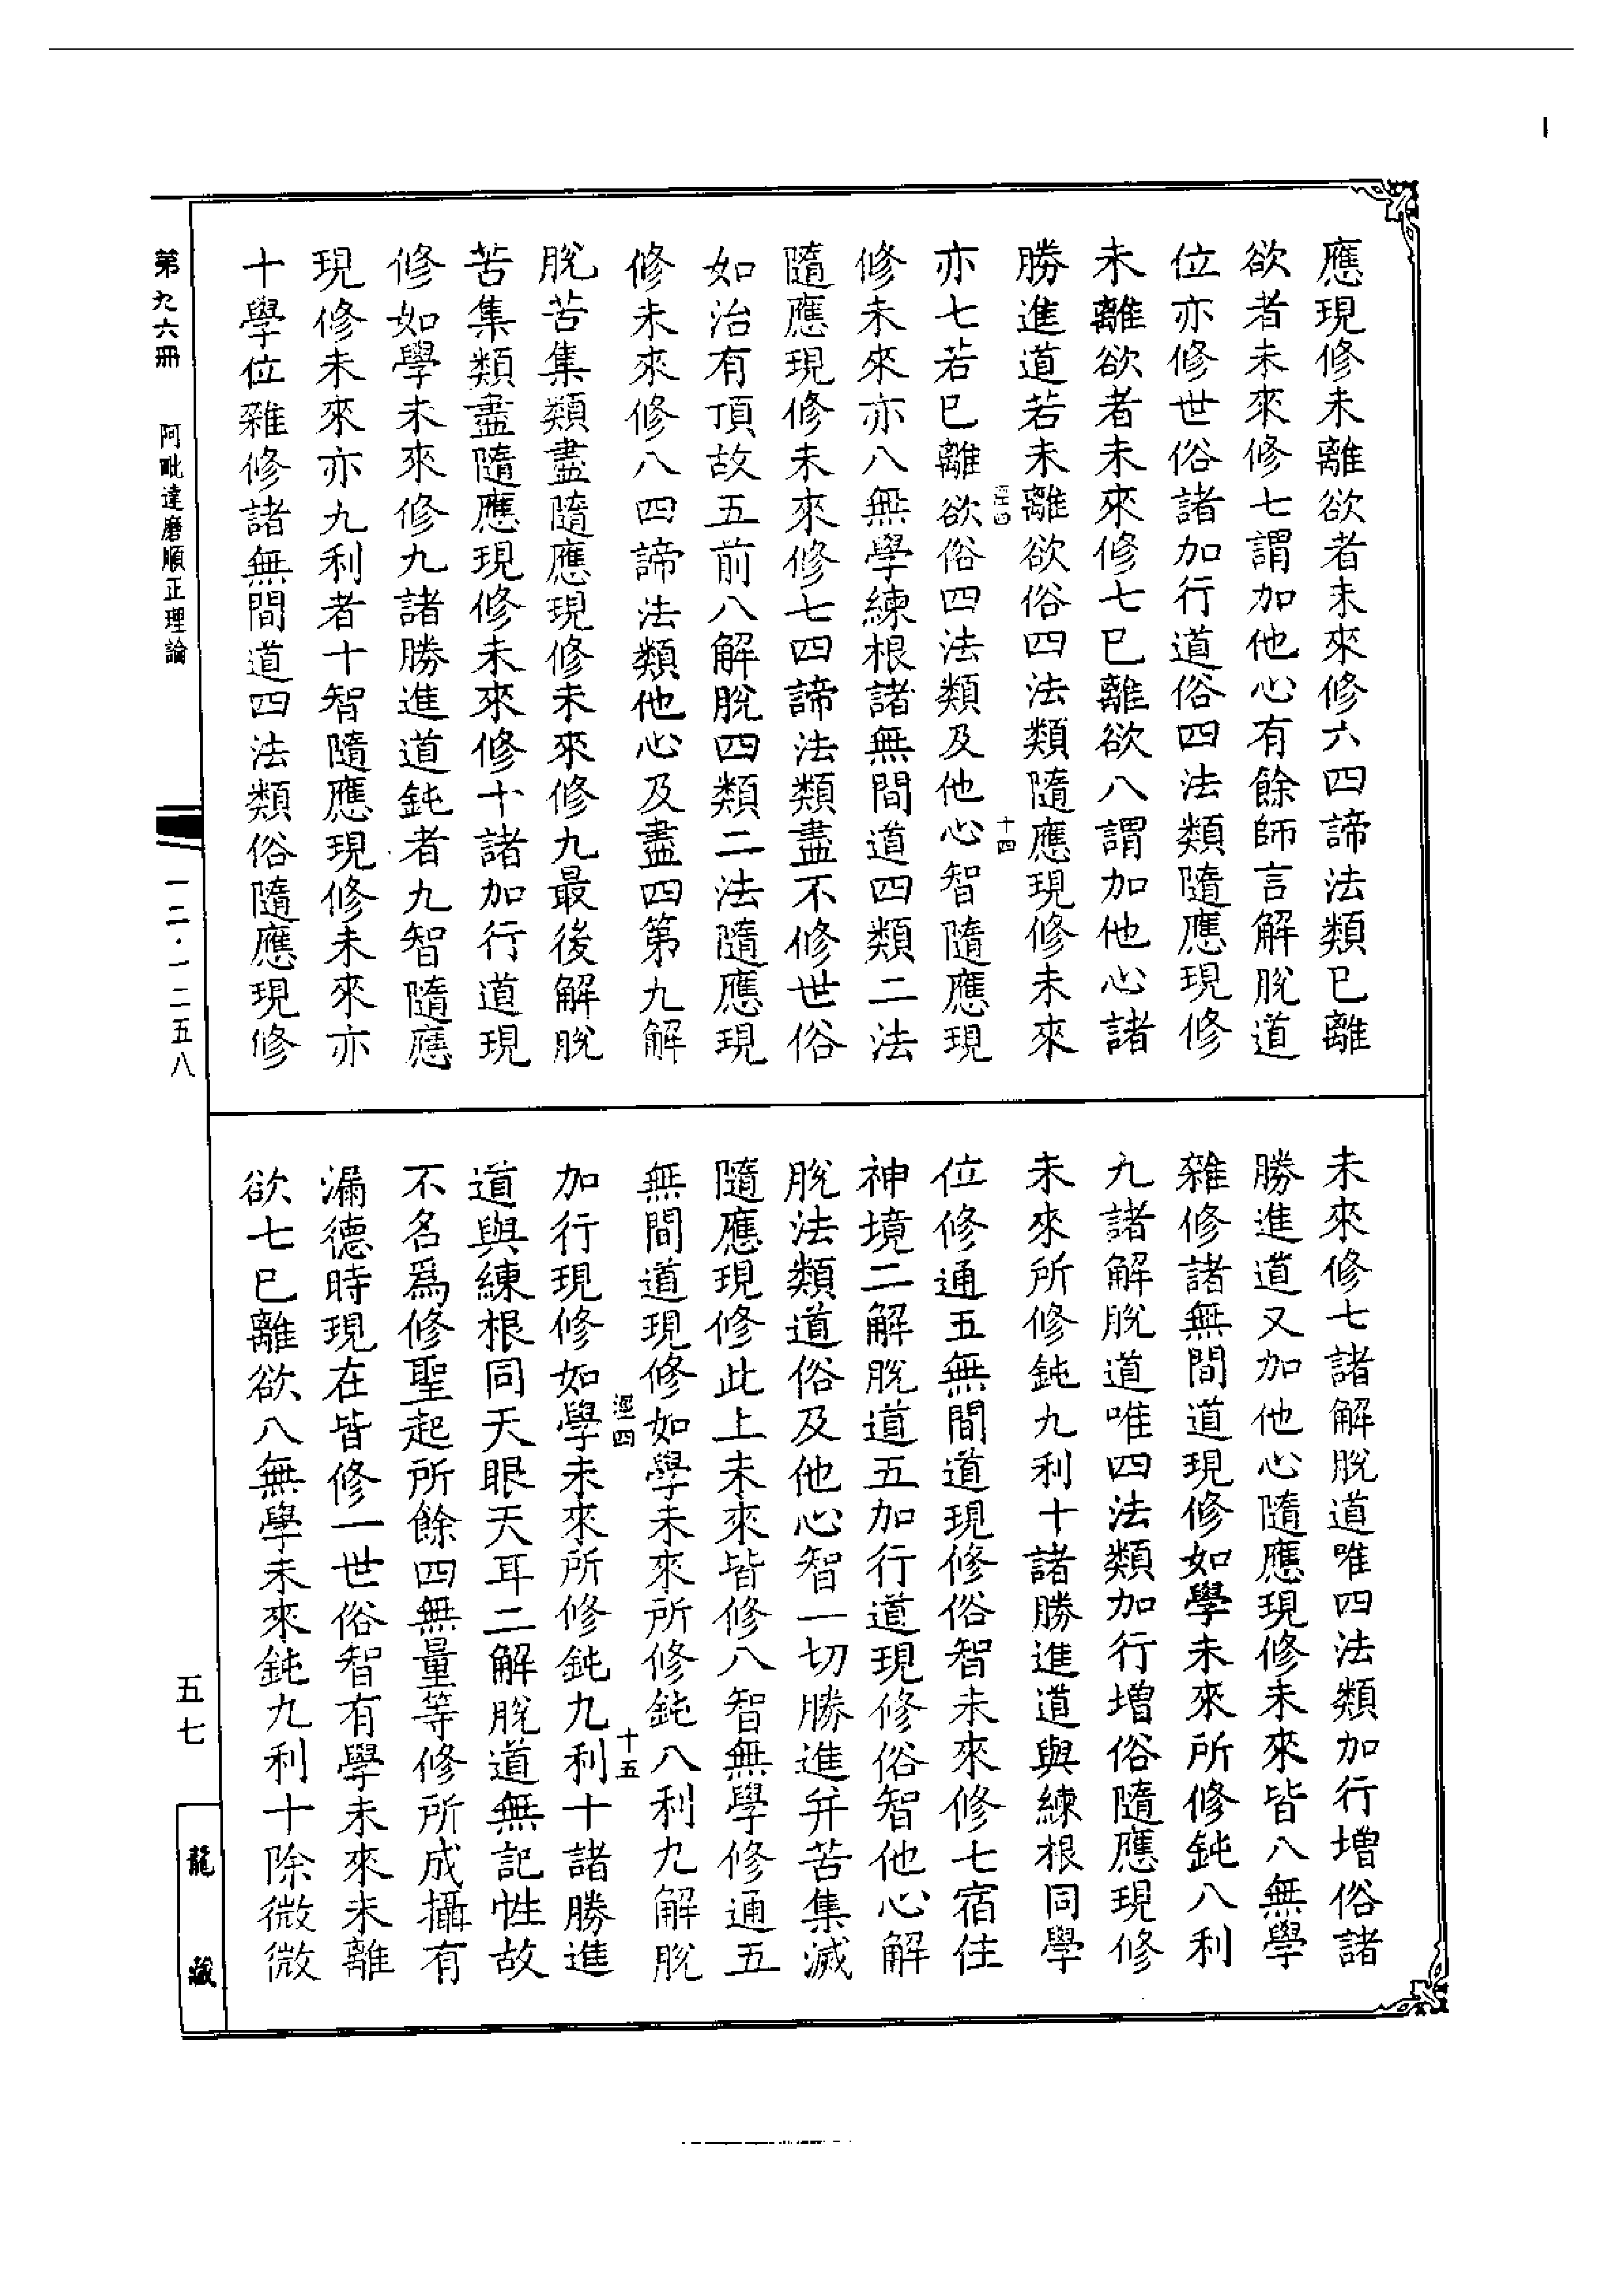 應現修未離欲者未來修六四諦法類已離
欲者未來修七謂加他心有餘師言解脫道
位亦修世俗諸加行道俗四法類隨應現修
未離欲者未來修七已離欲八謂加他心諸
勝進道若未離欲俗四法類隨應現修未來
亦七若已離欲俗四法類及他心智隨應現
修未來亦八無學練根諸無間道四類二法
隨應現修未來修七四諦法類盡不修世俗
如治有頂故五前八解脫四類二法隨應現
修未來修八四諦法類他心及盡四第九解
脫苦集類盡隨應現修未來修九最後解脫
苦集類盡隨應現修未來修十諸加行道現
修如學未來修九諸勝進道鈍者九智隨應
現修未來亦九利者十智隨應現修未來亦
十學位雜修諸無間道四法類俗隨應現修
未來修七諸解脫道唯四法類加行增俗諸
勝進道又加他心隨應現修未來皆八無學
雜修諸無間道現修如學未來所修鈍八利
九諸解脫道唯四法類加行增俗隨應現修
未來所修鈍九利十諸勝進道與練根同學
位修通五無間道現修俗智未來修七宿住
神境二解脫道五加行道現修俗智他心解
脫法類道俗及他心智一切勝進并苦集滅
隨應現修此上未來皆修八智無學修通五
無間道現修如學未來所修鈍八利九解脫
加行現修如學未來所修鈍九利十諸勝進
道與練根同天眼天耳二解脫道無記性故
不名爲修聖起所餘四無量等修所成攝有
漏德時現在皆修一世俗智有學未來未離
欲七已離欲八無學未來鈍九利十除微微
四
十四
四
十五
第九六冊
阿毗達磨順正理論
一二·一二五八
五七
龍藏